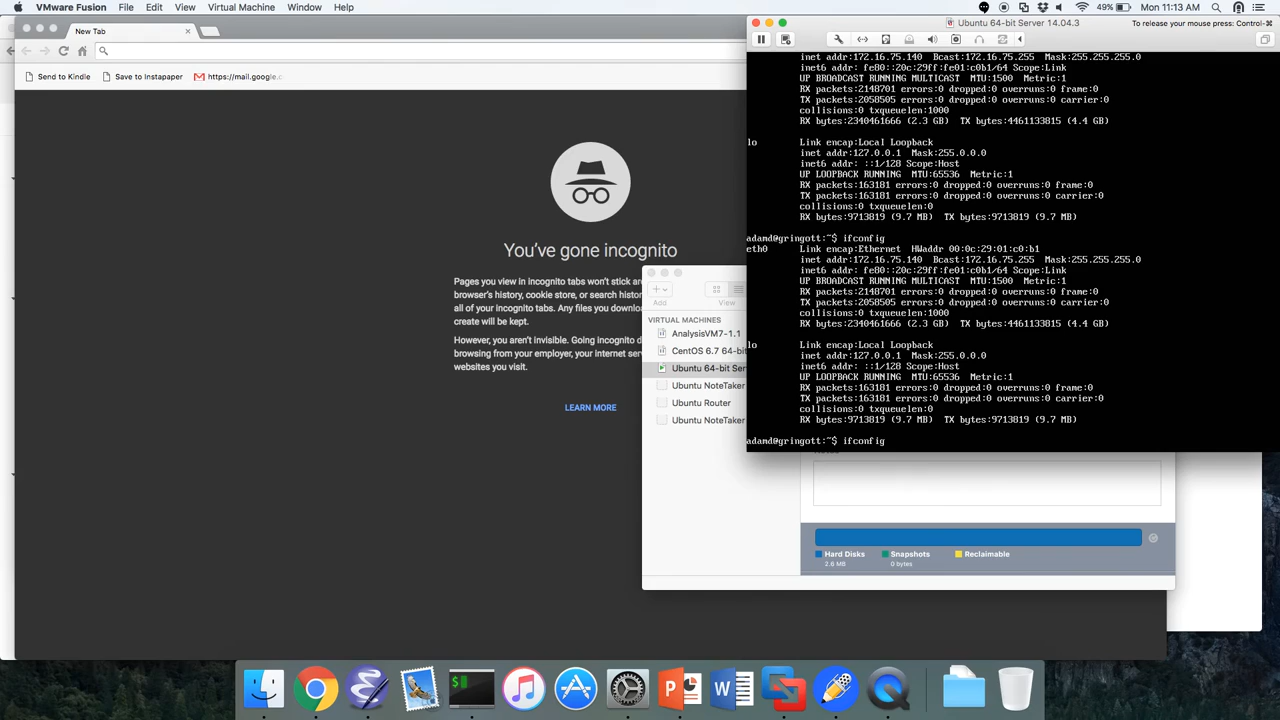 VMware Fusion File Edit View Virtual Machine Window Help
49% Mon 11:13 AM
New Tab
Send to Kindle Save to Instapaper https://mail.google.c
You've gone incognito
Pages you view in incognito tabs won't stick
browser's history, cookie store, or search his
all of your incognito tabs. Any files you downl
create will be kept.
However, you aren't invisible. Going incognito d
browsing from your employer, your internet ser
websites you visit.
LEARN MORE
Ubuntu 64-bit Server 14.04.3
To release your mouse press: Control-⌘
inet addr:172.16.75.140 Bcast:172.16.75.255 Mask:255.255.255.0
inet6 addr: fe80::20c:29ff:fe01:c0b1/64 Scope:Link
UP BROADCAST RUNNING MULTICAST MTU:1500 Metric:1
RX packets:2148701 errors:0 dropped:0 overruns:0 frame:0
TX packets:2058505 errors:0 dropped:0 overruns:0 carrier:0
collisions:0 txqueuelen:1000
RX bytes:2340461666 (2.3 GB) TX bytes:4461133815 (4.4 GB)
lo Link encap:Local Loopback
inet addr:127.0.0.1 Mask:255.0.0.0
inet6 addr: ::1/128 Scope:Host
UP LOOPBACK RUNNING MTU:65536 Metric:1
RX packets:163181 errors:0 dropped:0 overruns:0 frame:0
TX packets:163181 errors:0 dropped:0 overruns:0 carrier:0
collisions:0 txqueuelen:0
RX bytes:9713819 (9.7 MB) TX bytes:9713819 (9.7 MB)
adamd@gringott:~$ ifconfig
eth0 Link encap:Ethernet HWaddr 00:0c:29:01:c0:b1
inet addr:172.16.75.140 Bcast:172.16.75.255 Mask:255.255.255.0
inet6 addr: fe80::20c:29ff:fe01:c0b1/64 Scope:Link
UP BROADCAST RUNNING MULTICAST MTU:1500 Metric:1
RX packets:2148701 errors:0 dropped:0 overruns:0 frame:0
TX packets:2058505 errors:0 dropped:0 overruns:0 carrier:0
collisions:0 txqueuelen:1000
RX bytes:2340461666 (2.3 GB) TX bytes:4461133815 (4.4 GB)
lo Link encap:Local Loopback
inet addr:127.0.0.1 Mask:255.0.0.0
inet6 addr: ::1/128 Scope:Host
UP LOOPBACK RUNNING MTU:65536 Metric:1
RX packets:163181 errors:0 dropped:0 overruns:0 frame:0
TX packets:163181 errors:0 dropped:0 overruns:0 carrier:0
collisions:0 txqueuelen:0
RX bytes:9713819 (9.7 MB) TX bytes:9713819 (9.7 MB)
adamd@gringott:~$ ifconfig
Add View
VIRTUAL MACHINES
AnalysisVM7-1.1
CentOS 6.7 64-bit
Ubuntu 64-bit Ser
Ubuntu NoteTaker
Ubuntu Router
Ubuntu NoteTaker
Hard Disks Snapshots Reclaimable
2.6 MB 0 bytes